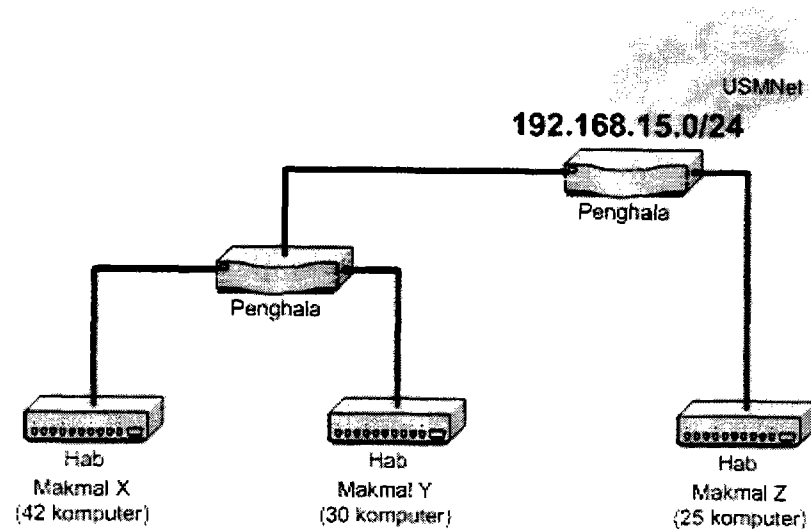 USMNet
192.168.15.0/24
Penghala
Penghala
Hab
Makmal X
(42 komputer)
Hab
Makmal Y
(30 komputer)
Hab
Makmal Z
(25 komputer)